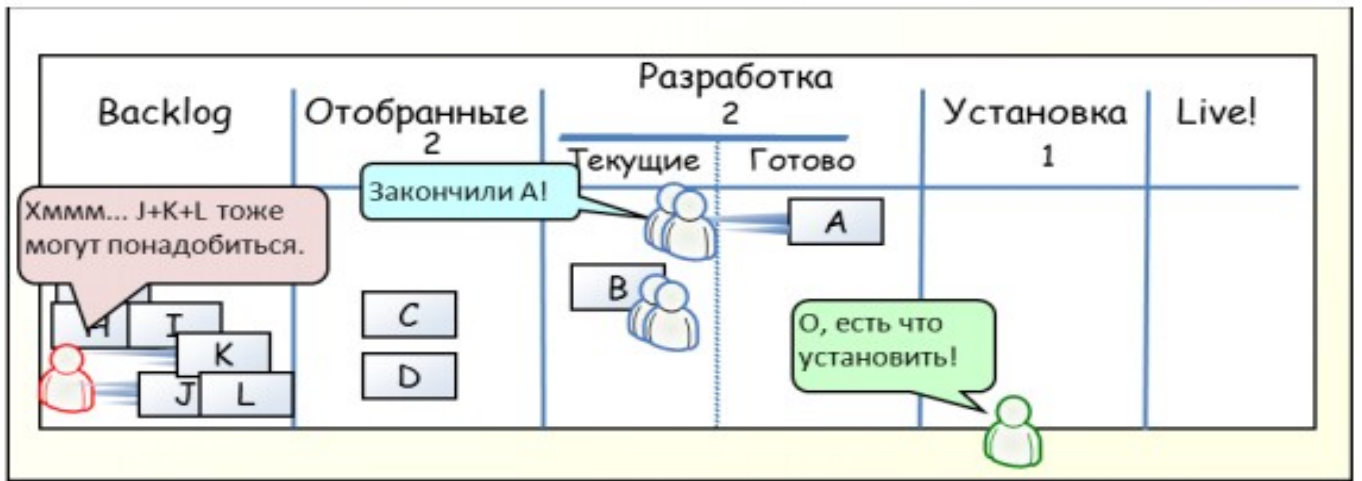 Разработка
Backlog
Отобранные
2
2
Установка
1
Live!
Текущие
Готово
Закончили А!
Хммм... J+K+L тоже
могут понадобиться.
A
B
H
I
C
K
D
J
L
О, есть что
установить!